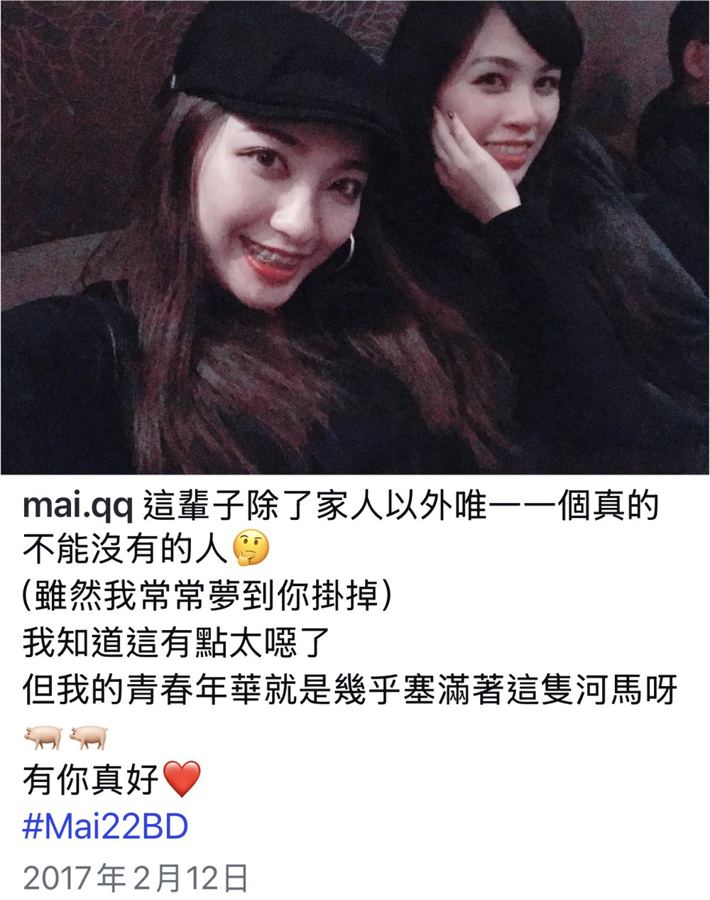 mai.qq 這輩子除了家人以外唯一一個真的
不能沒有的人🤔
(雖然我常常夢到你掛掉)
我知道這有點太噁了
但我的青春年華就是幾乎塞滿著這隻河馬呀
🐖🐖
有你真好❤️
#Mai22BD
2017年2月12日